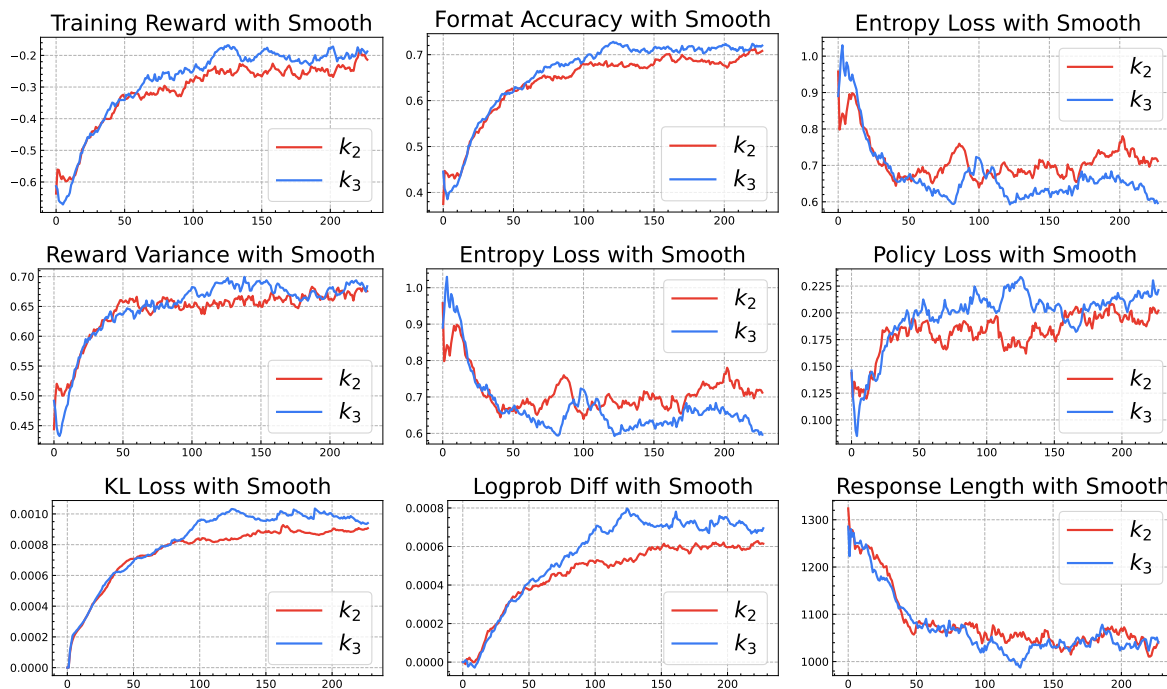 Training Reward with Smooth
−0.2
−0.3
−0.4
−0.5
−0.6
0 50 100 150 200
k2
k3
Format Accuracy with Smooth
0.7
0.6
0.5
0.4
0 50 100 150 200
k2
k3
Entropy Loss with Smooth
1.0
0.9
0.8
0.7
0.6
0 50 100 150 200
k2
k3
Reward Variance with Smooth
0.70
0.65
0.60
0.55
0.50
0.45
0 50 100 150 200
k2
k3
Entropy Loss with Smooth
1.0
0.9
0.8
0.7
0.6
0 50 100 150 200
k2
k3
Policy Loss with Smooth
0.225
0.200
0.175
0.150
0.125
0.100
0 50 100 150 200
k2
k3
KL Loss with Smooth
0.0010
0.0008
0.0006
0.0004
0.0002
0.0000
0 50 100 150 200
k2
k3
Logprob Diff with Smooth
0.0008
0.0006
0.0004
0.0002
0.0000
0 50 100 150 200
k2
k3
Response Length with Smooth
1300
1200
1100
1000
0 50 100 150 200
k2
k3